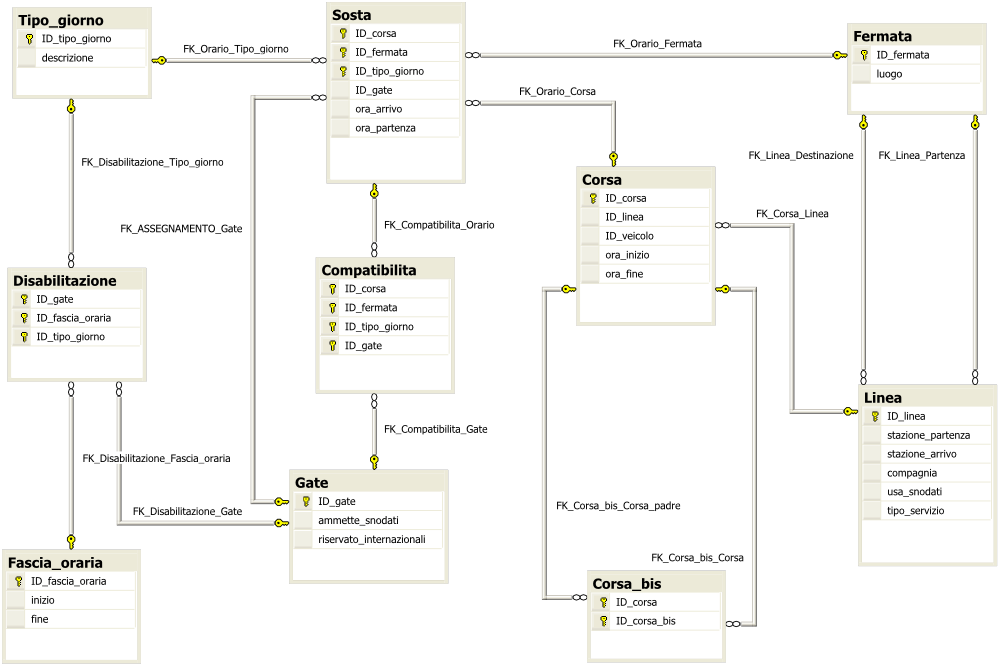 Tipo_giorno
ID_tipo_giorno
descrizione
FK_Orario_Tipo_giorno
Sosta
ID_corsa
ID_fermata
ID_tipo_giorno
ID_gate
ora_arrivo
ora_partenza
FK_Orario_Fermata
Fermata
ID_fermata
luogo
FK_Orario_Corsa
FK_Disabilitazione_Tipo_giorno
FK_Linea_Destinazione
FK_Linea_Partenza
Corsa
ID_corsa
ID_linea
ID_veicolo
ora_inizio
ora_fine
FK_Corsa_Linea
FK_ASSEGNAMENTO_Gate
FK_Compatibilita_Orario
Disabilitazione
ID_gate
ID_fascia_oraria
ID_tipo_giorno
Compatibilita
ID_corsa
ID_fermata
ID_tipo_giorno
ID_gate
Linea
ID_linea
stazione_partenza
stazione_arrivo
compagnia
usa_snodati
tipo_servizio
FK_Compatibilita_Gate
FK_Disabilitazione_Fascia_oraria
FK_Disabilitazione_Gate
Gate
ID_gate
ammette_snodati
riservato_internazionali
FK_Corsa_bis_Corsa_padre
FK_Corsa_bis_Corsa
Fascia_oraria
ID_fascia_oraria
inizio
fine
Corsa_bis
ID_corsa
ID_corsa_bis